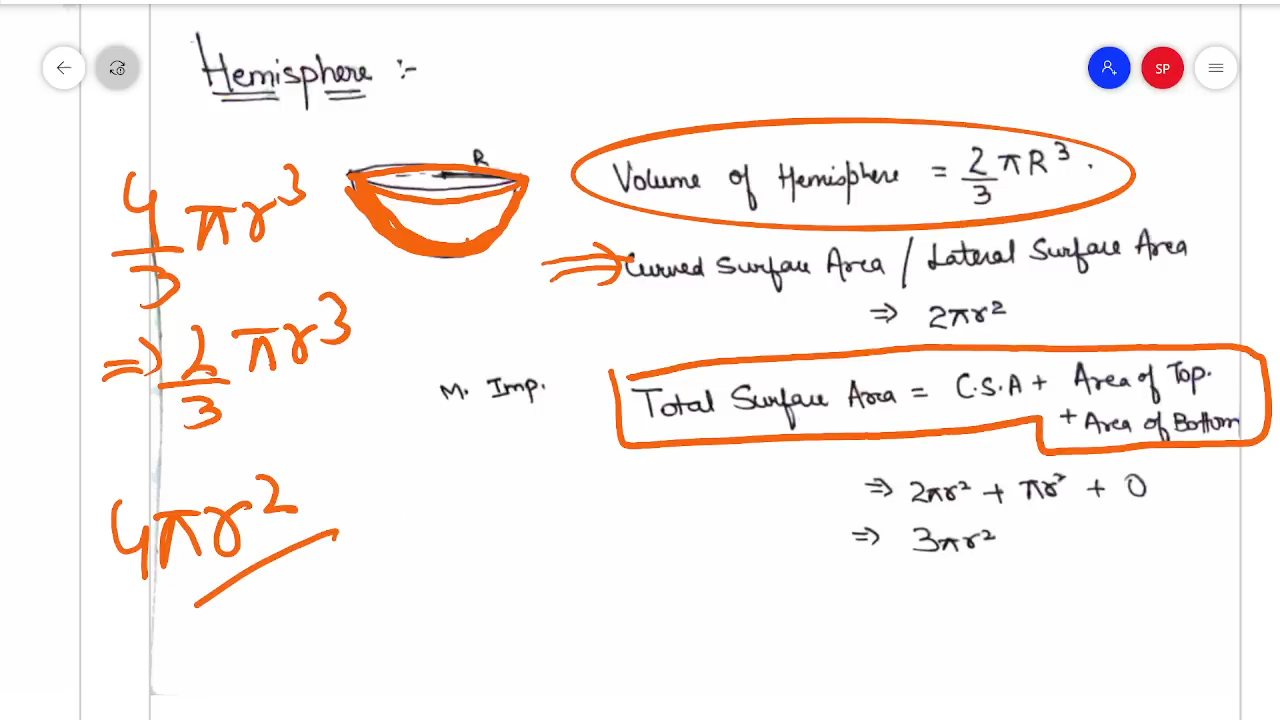 Hemisphere :-
SP
R
Volume of Hemisphere = 2/3 πR³.
4/3 πr³
Curved Surface Area / Lateral Surface Area
⇒ 2πr²
⇒ 2/3 πr³
M. Imp.
Total Surface Area = C.S.A + Area of Top.
+ Area of Bottom
⇒ 2πr² + πr² + 0
4πr²
⇒ 3πr²